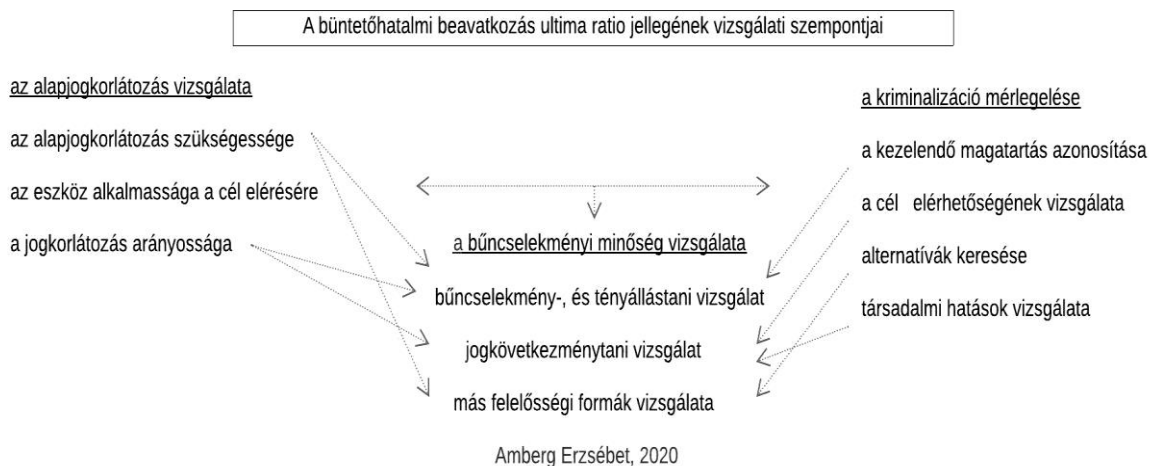 A büntetőhatalmi beavatkozás ultima ratio jellegének vizsgálati szempontjai
az alapjogkorlátozás vizsgálata
az alapjogkorlátozás szükségessége
az eszköz alkalmassága a cél elérésére
a jogkorlátozás arányossága
a bűncselekményi minőség vizsgálata
bűncselekmény-, és tényállástani vizsgálat
jogkövetkezménytani vizsgálat
más felelősségi formák vizsgálata
a kriminalizáció mérlegelése
a kezelendő magatartás azonosítása
a cél elérhetőségének vizsgálata
alternatívák keresése
társadalmi hatások vizsgálata
Amberg Erzsébet, 2020